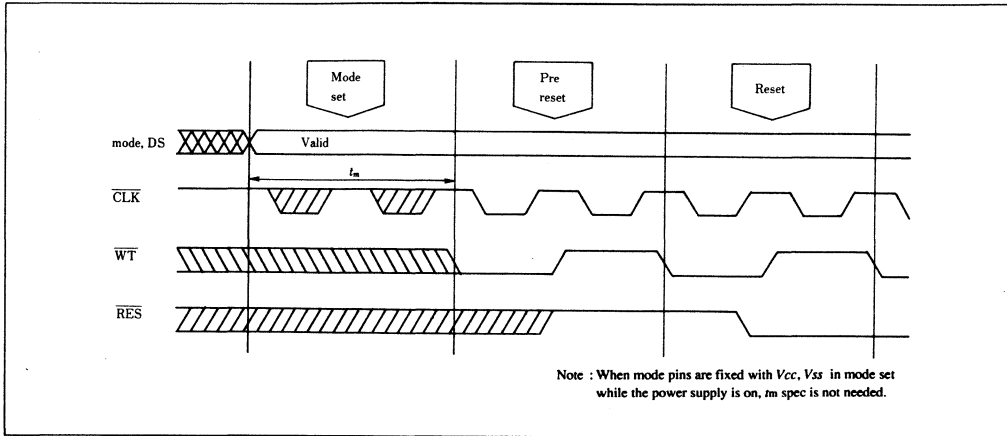 Mode
set
Pre
reset
Reset
mode, DS
Valid
tm
CLK
WT
RES
Note : When mode pins are fixed with Vcc, Vss in mode set
while the power supply is on, tm spec is not needed.